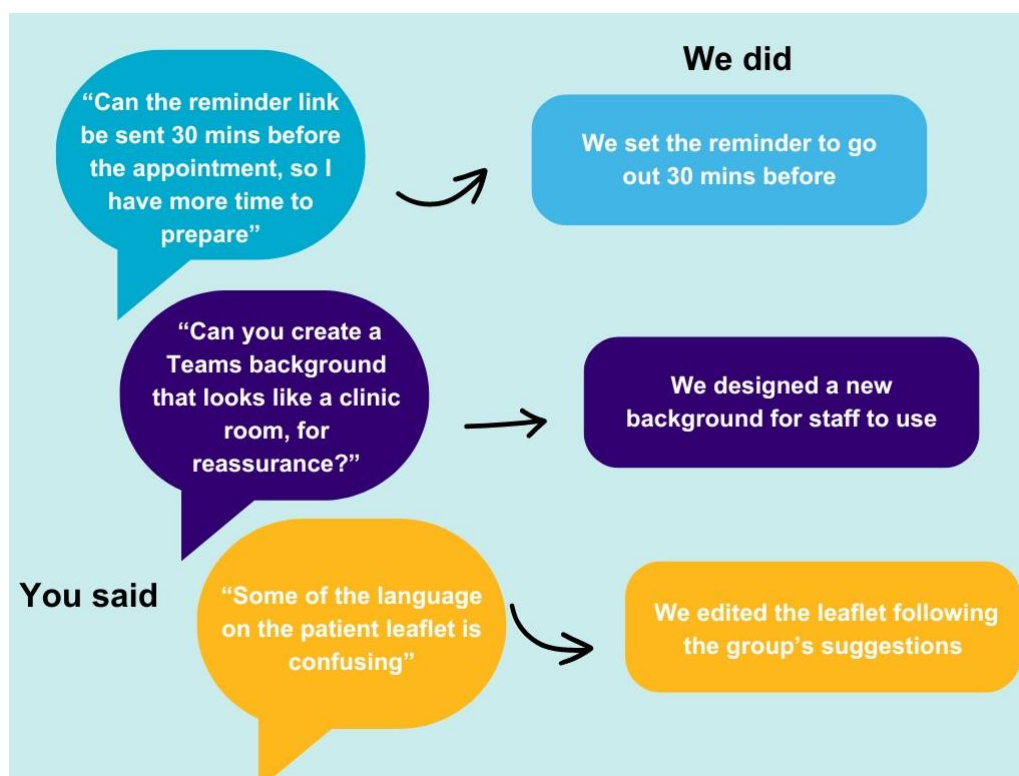 We did
“Can the reminder link
be sent 30 mins before
the appointment, so I
have more time to
prepare”
We set the reminder to go
out 30 mins before
“Can you create a
Teams background
that looks like a clinic
room, for
reassurance?”
We designed a new
background for staff to use
You said
“Some of the language
on the patient leaflet is
confusing”
We edited the leaflet following
the group’s suggestions